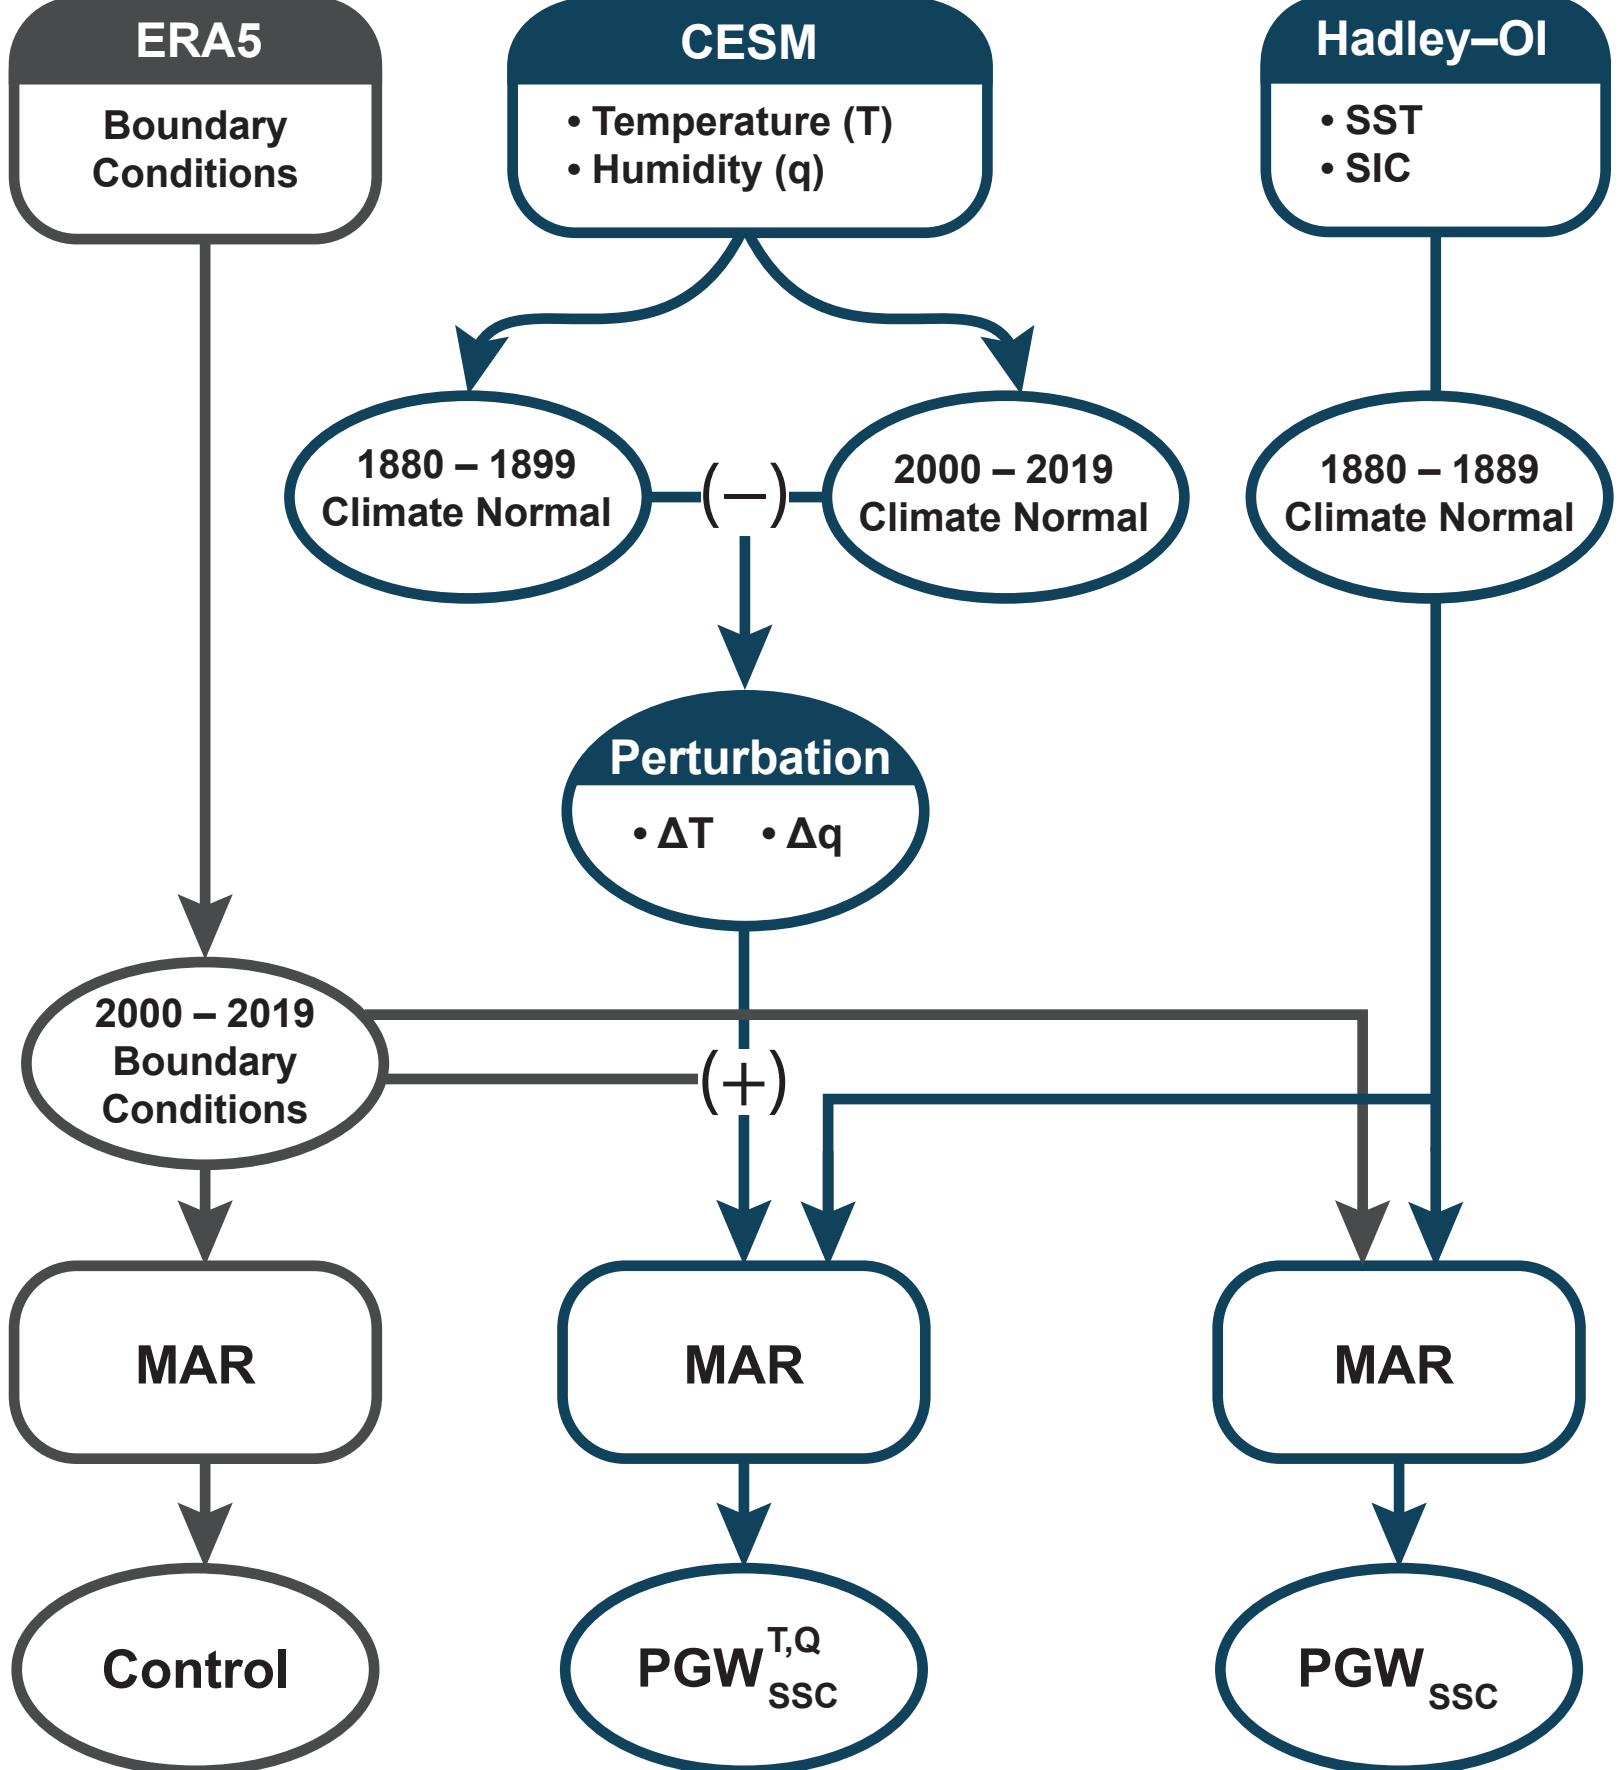 ERA5
Boundary
Conditions
CESM
• Temperature (T)
• Humidity (q)
Hadley–OI
• SST
• SIC
1880 – 1899
Climate Normal
(—)
2000 – 2019
Climate Normal
1880 – 1889
Climate Normal
Perturbation
• ΔT • Δq
2000 – 2019
Boundary
Conditions
(+)
MAR
MAR
MAR
Control
PGW T,Q SSC
PGW SSC